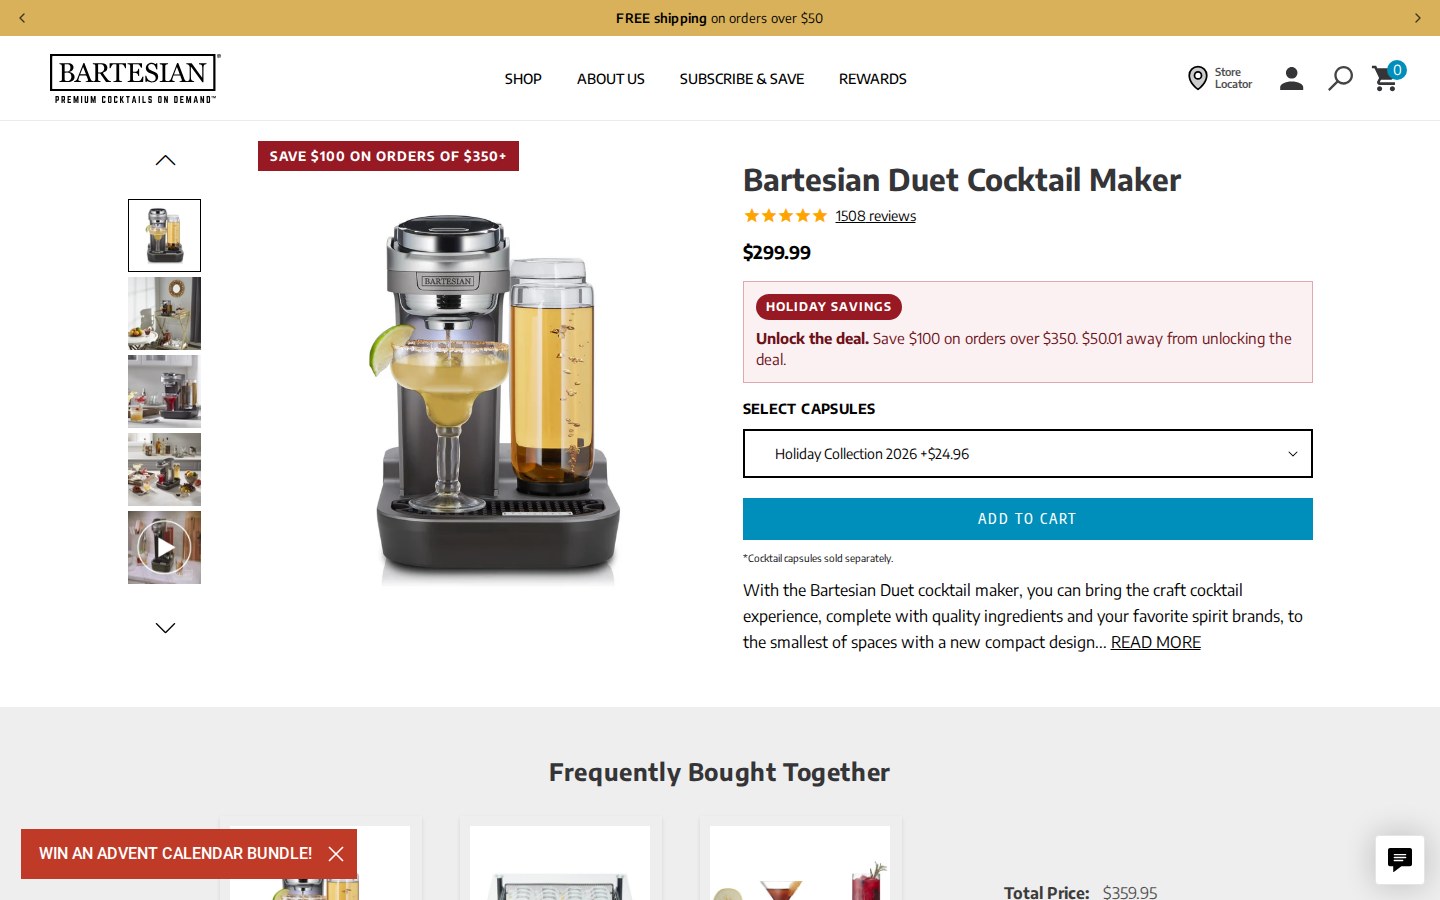 FREE shipping on orders over $50
BARTESIAN®
PREMIUM COCKTAILS ON DEMAND™
SHOP
ABOUT US
SUBSCRIBE & SAVE
REWARDS
Store
Locator
0
SAVE $100 ON ORDERS OF $350+
BARTESIAN
Bartesian Duet Cocktail Maker
1508 reviews
$299.99
HOLIDAY SAVINGS
Unlock the deal. Save $100 on orders over $350. $50.01 away from unlocking the
deal.
SELECT CAPSULES
Holiday Collection 2026 +$24.96
ADD TO CART
*Cocktail capsules sold separately.
With the Bartesian Duet cocktail maker, you can bring the craft cocktail
experience, complete with quality ingredients and your favorite spirit brands, to
the smallest of spaces with a new compact design... READ MORE
Frequently Bought Together
WIN AN ADVENT CALENDAR BUNDLE!
Total Price: $359.95